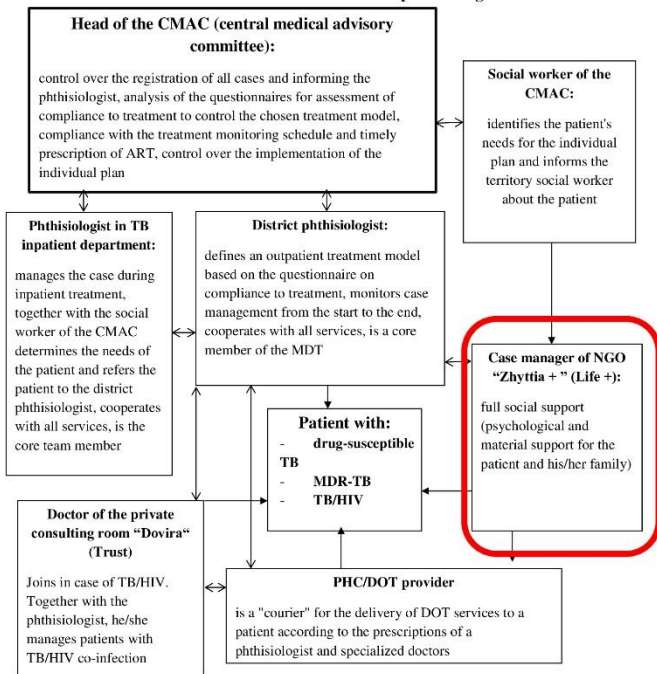 Head of the CMAC (central medical advisory
committee):
control over the registration of all cases and informing the
phthisiologist, analysis of the questionnaires for assessment of
compliance to treatment to control the chosen treatment model,
compliance with the treatment monitoring schedule and timely
prescription of ART, control over the implementation of the
individual plan
Social worker of the
CMAC:
identifies the patient's
needs for the individual
plan and informs the
territory social worker
about the patient
Phthisiologist in TB
inpatient department:
manages the case during
inpatient treatment,
together with the social
worker of the CMAC
determines the needs of
the patient and refers the
patient to the district
phthisiologist, cooperates
with all services, is the
core team member
District phthisiologist:
defines an outpatient treatment model
based on the questionnaire on
compliance to treatment, monitors case
management from the start to the end,
cooperates with all services, is a core
member of the MDT
Case manager of NGO
“Zhyttia + ” (Life +):
full social support
(psychological and
material support for the
patient and his/her family)
Patient with:
- drug-susceptible
TB
- MDR-TB
- TB/HIV
Doctor of the private
consulting room “Dovira“
(Trust)
Joins in case of TB/HIV.
Together with the
phthisiologist, he/she
manages patients with
TB/HIV co-infection
PHC/DOT provider
is a "courier" for the delivery of DOT services to a
patient according to the prescriptions of a
phthisiologist and specialized doctors